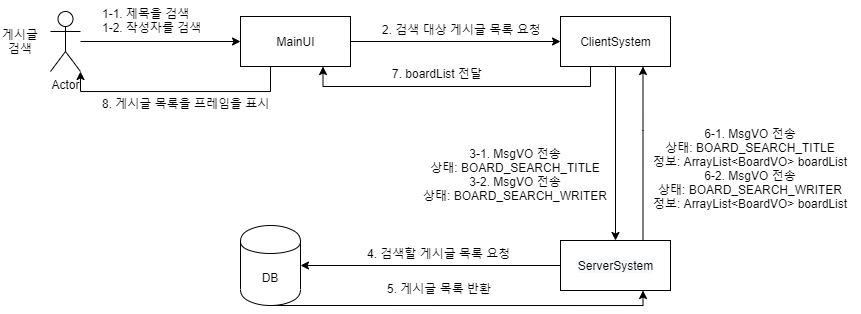 게시글
검색
Actor
1-1. 제목을 검색
1-2. 작성자를 검색
MainUI
2. 검색 대상 게시글 목록 요청
ClientSystem
7. boardList 전달
8. 게시글 목록을 프레임을 표시
3-1. MsgVO 전송
상태: BOARD_SEARCH_TITLE
3-2. MsgVO 전송
상태: BOARD_SEARCH_WRITER
6-1. MsgVO 전송
상태: BOARD_SEARCH_TITLE
정보: ArrayList<BoardVO> boardList
6-2. MsgVO 전송
상태: BOARD_SEARCH_WRITER
정보: ArrayList<BoardVO> boardList
DB
4. 검색할 게시글 목록 요청
ServerSystem
5. 게시글 목록 반환